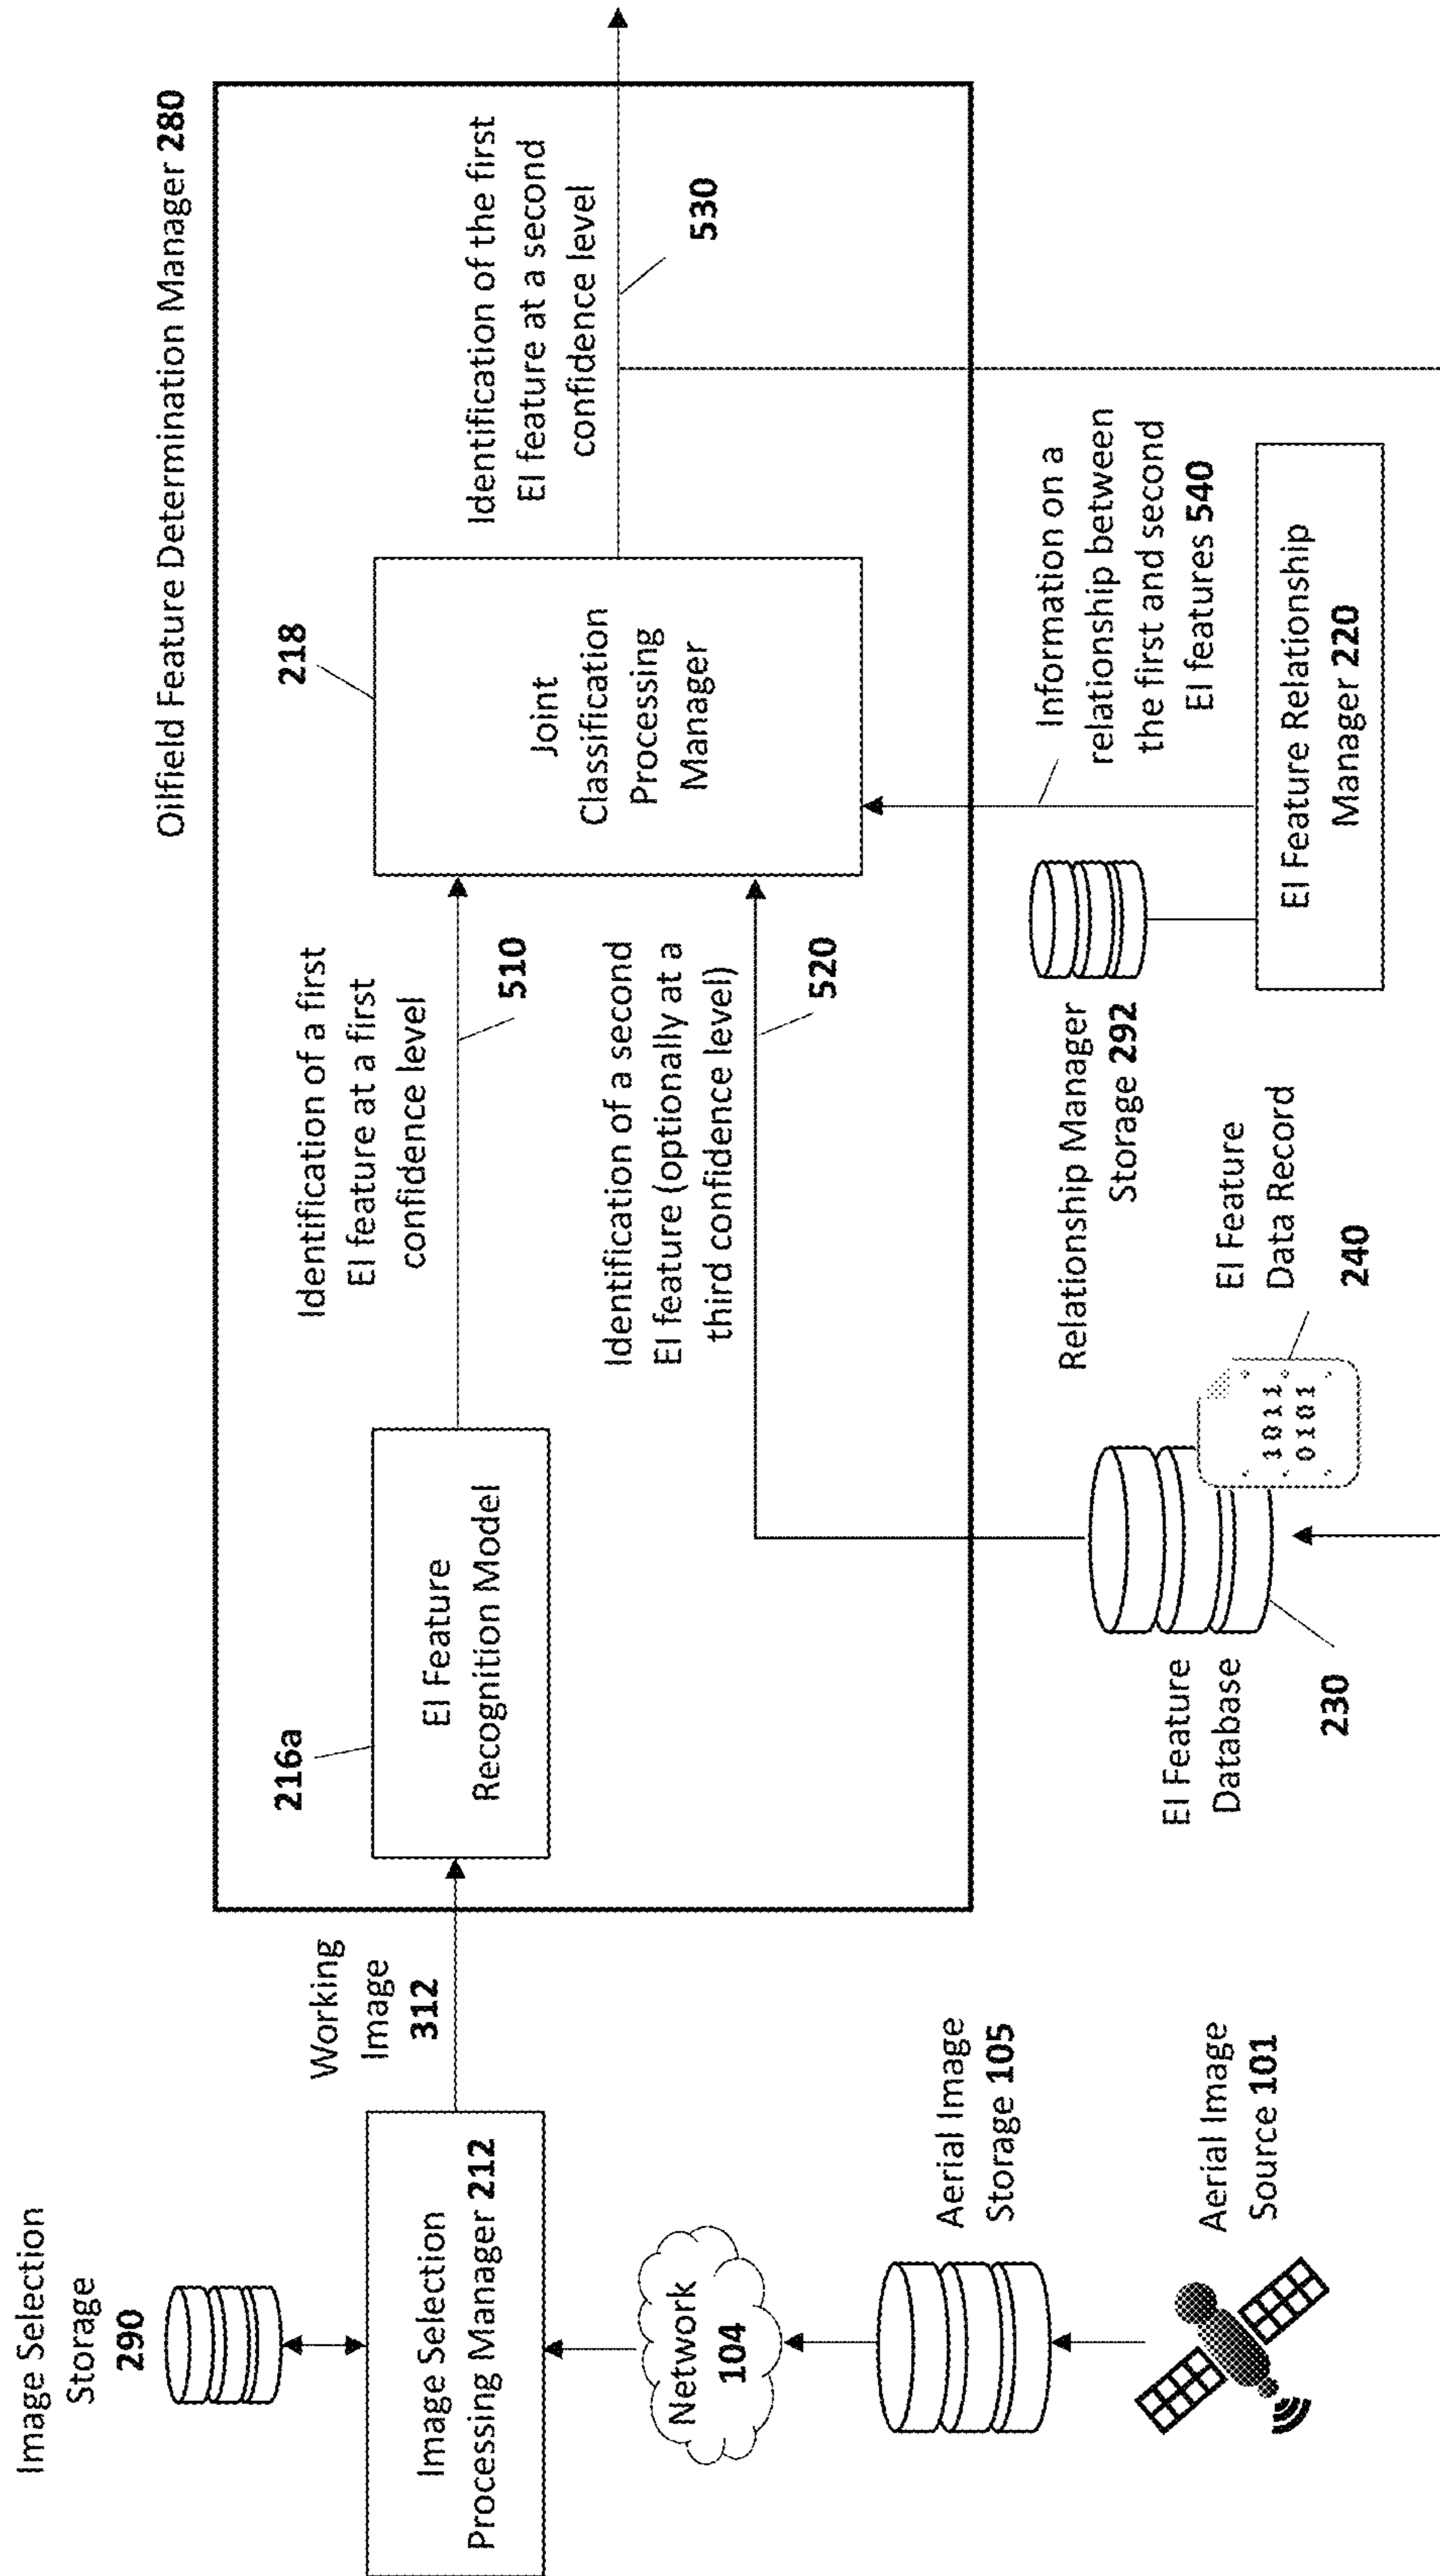 Oilfield Feature Determination Manager 280
Image Selection
Storage
290
Image Selection
Processing Manager 212
Network
104
Aerial Image
Storage 105
Aerial Image
Source 101
Working
Image
312
216a
EI Feature
Recognition Model
Identification of a first
EI feature at a first
confidence level
510
Identification of a second
EI feature (optionally at a
third confidence level)
520
218
Joint
Classification
Processing
Manager
Identification of the first
EI feature at a second
confidence level
530
EI Feature
Database
230
1011
0101
EI Feature
Data Record
240
Relationship Manager
Storage 292
Information on a
relationship between
the first and second
EI features 540
EI Feature Relationship
Manager 220